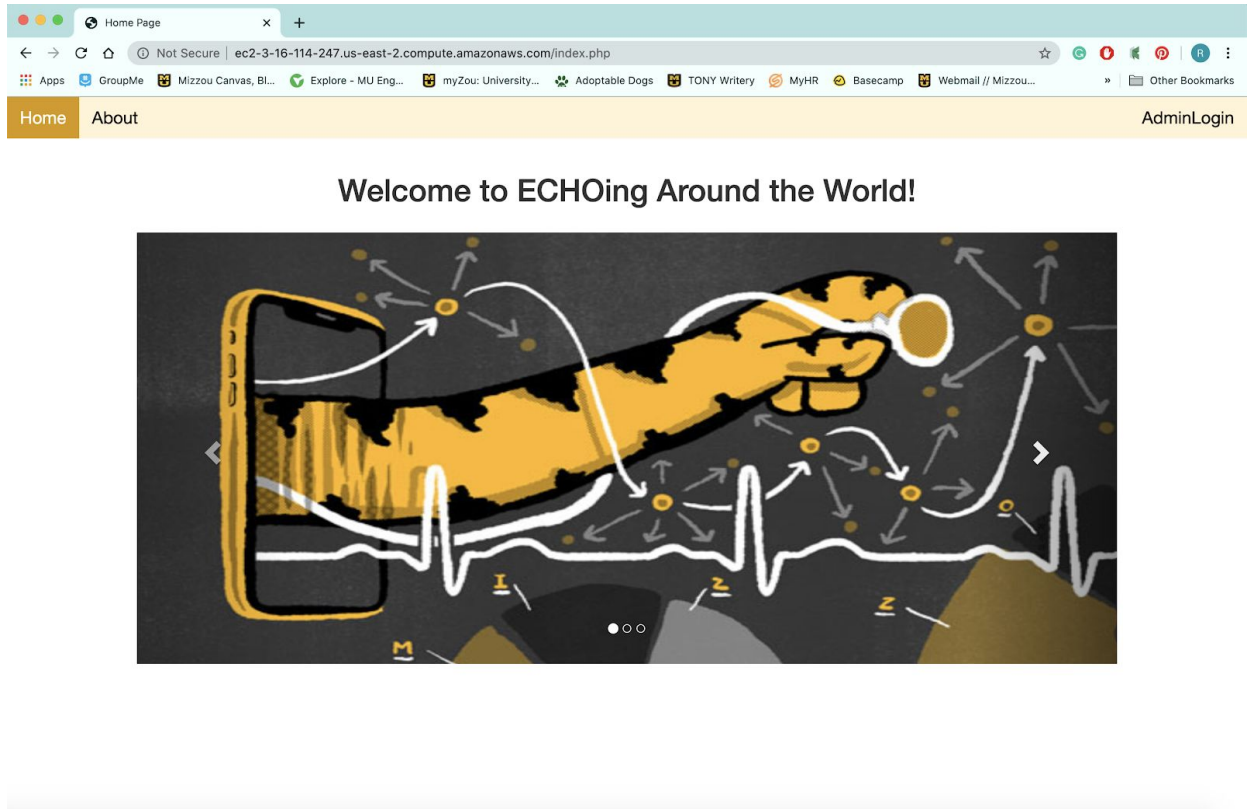 Home Page
Not Secure | ec2-3-16-114-247.us-east-2.compute.amazonaws.com/index.php
R
Apps GroupMe Mizzou Canvas, Bl... Explore - MU Eng... myZou: University... Adoptable Dogs TONY Writery MyHR Basecamp Webmail // Mizzou... » Other Bookmarks
Home About AdminLogin
Welcome to ECHOing Around the World!
M
I
Z
Z
O